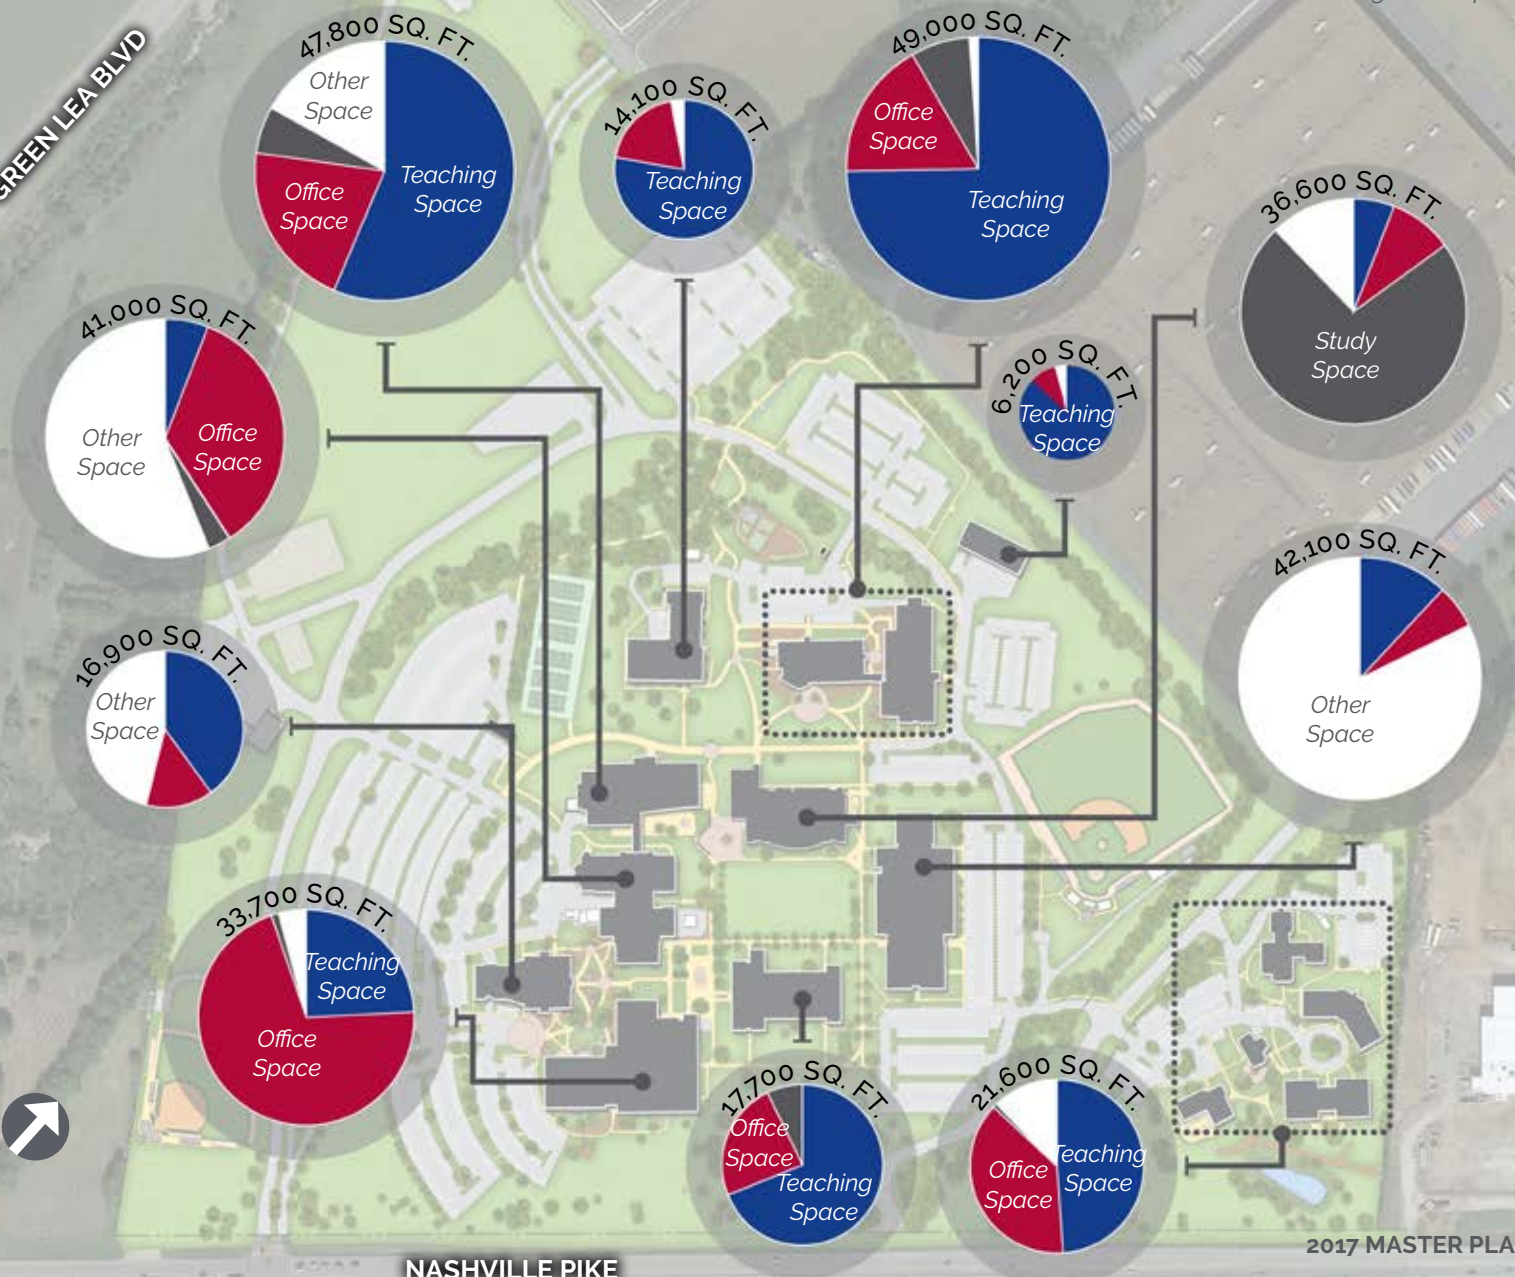 GREEN LEA BLVD
47,800 SQ. FT.
Other
Space
Office
Space
Teaching
Space
14,100 SQ. FT.
Teaching
Space
49,000 SQ. FT.
Office
Space
Teaching
Space
36,600 SQ. FT.
Study
Space
41,000 SQ. FT.
Other
Space
Office
Space
6,200 SQ. FT.
Teaching
Space
42,100 SQ. FT.
Other
Space
16,900 SQ. FT.
Other
Space
33,700 SQ. FT.
Teaching
Space
Office
Space
17,700 SQ. FT.
Office
Space
Teaching
Space
21,600 SQ. FT.
Office
Space
Teaching
Space
2017 MASTER PLA
NASHVILLE PIKE